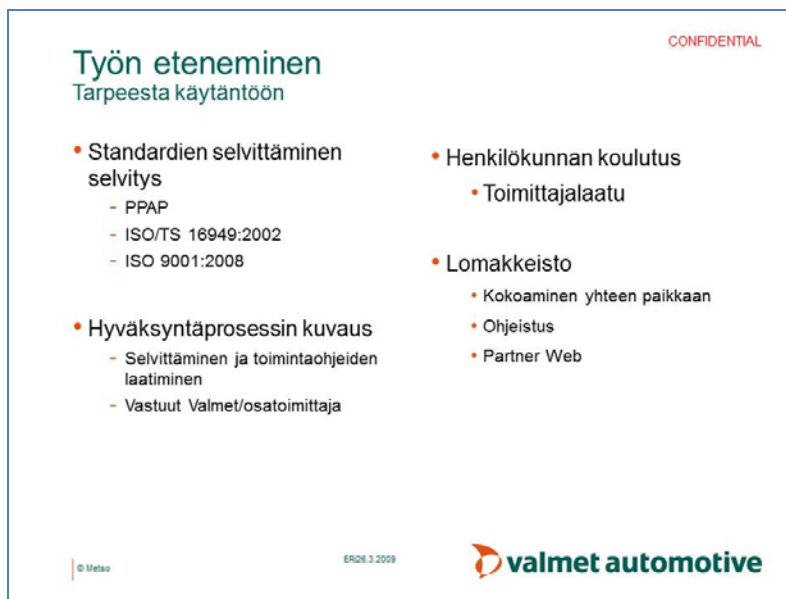 CONFIDENTIAL
Työn eteneminen
Tarpeesta käytäntöön
• Standardien selvittäminen
selvitys
- PPAP
- ISO/TS 16949:2002
- ISO 9001:2008
• Hyväksyntäprosessin kuvaus
- Selvittäminen ja toimintaohjeiden
laatiminen
- Vastuut Valmet/osatoimittaja
• Henkilökunnan koulutus
• Toimittajalaatu
• Lomakkeisto
• Kokoaminen yhteen paikkaan
• Ohjeistus
• Partner Web
© Metso
ERi26.3.2009
valmet automotive